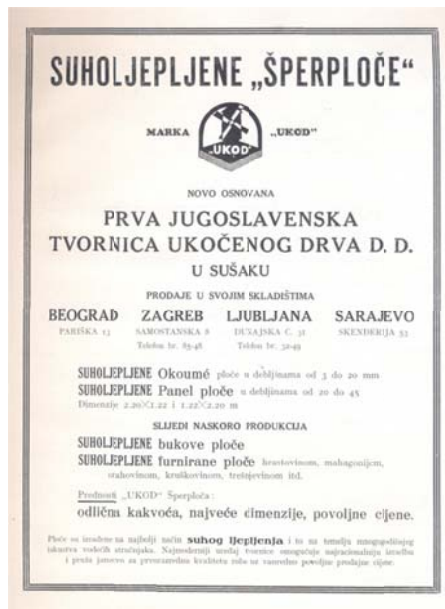 SUHOLJEPLJENE „ŠPERPLOČE“
MARKA „UKOD“
„UKOD“
NOVO OSNOVANA
PRVA JUGOSLAVENSKA
TVORNICA UKOČENOG DRVA D. D.
U SUŠAKU
PRODAJE U SVOJIM SKLADIŠTIMA
BEOGRAD ZAGREB LJUBLJANA SARAJEVO
PARIŠKA 13 SAMOSTANSKA 8 DUNAJSKA C. 31 SKENDERIJA
Telefon br. 85-48 Telefon br. 32-49
SUHOLJEPLJENE Okoumé ploče u debljinama od 3 do 20 mm
SUHOLJEPLJENE Panel ploče u debljinama od 20 do 45
Dimenzije 2.20×1.22 i 1.22×2.20 m
SLIJEDI NASKORO PRODUKCIJA
SUHOLJEPLJENE bukove ploče
SUHOLJEPLJENE furnirane ploče hrastovinom, mahagonijem,
orahovinom, kruškovinom, trešnjevinom itd.
Prednosti „UKOD“ Šperploča:
odlična kakvoća, najveće dimenzije, povoljne cijene.
Ploče su izrađene na najbolji način suhog ljepljenja i to na temelju mnogogodišnjeg
iskustva vodećih stručnjaka. Najmoderniji uređaj tvornice omogućuje najracionalniju izradbu
i pruža jamstvo za prvorazrednu kvalitetu robe uz vanredno povoljne prodajne cijene.